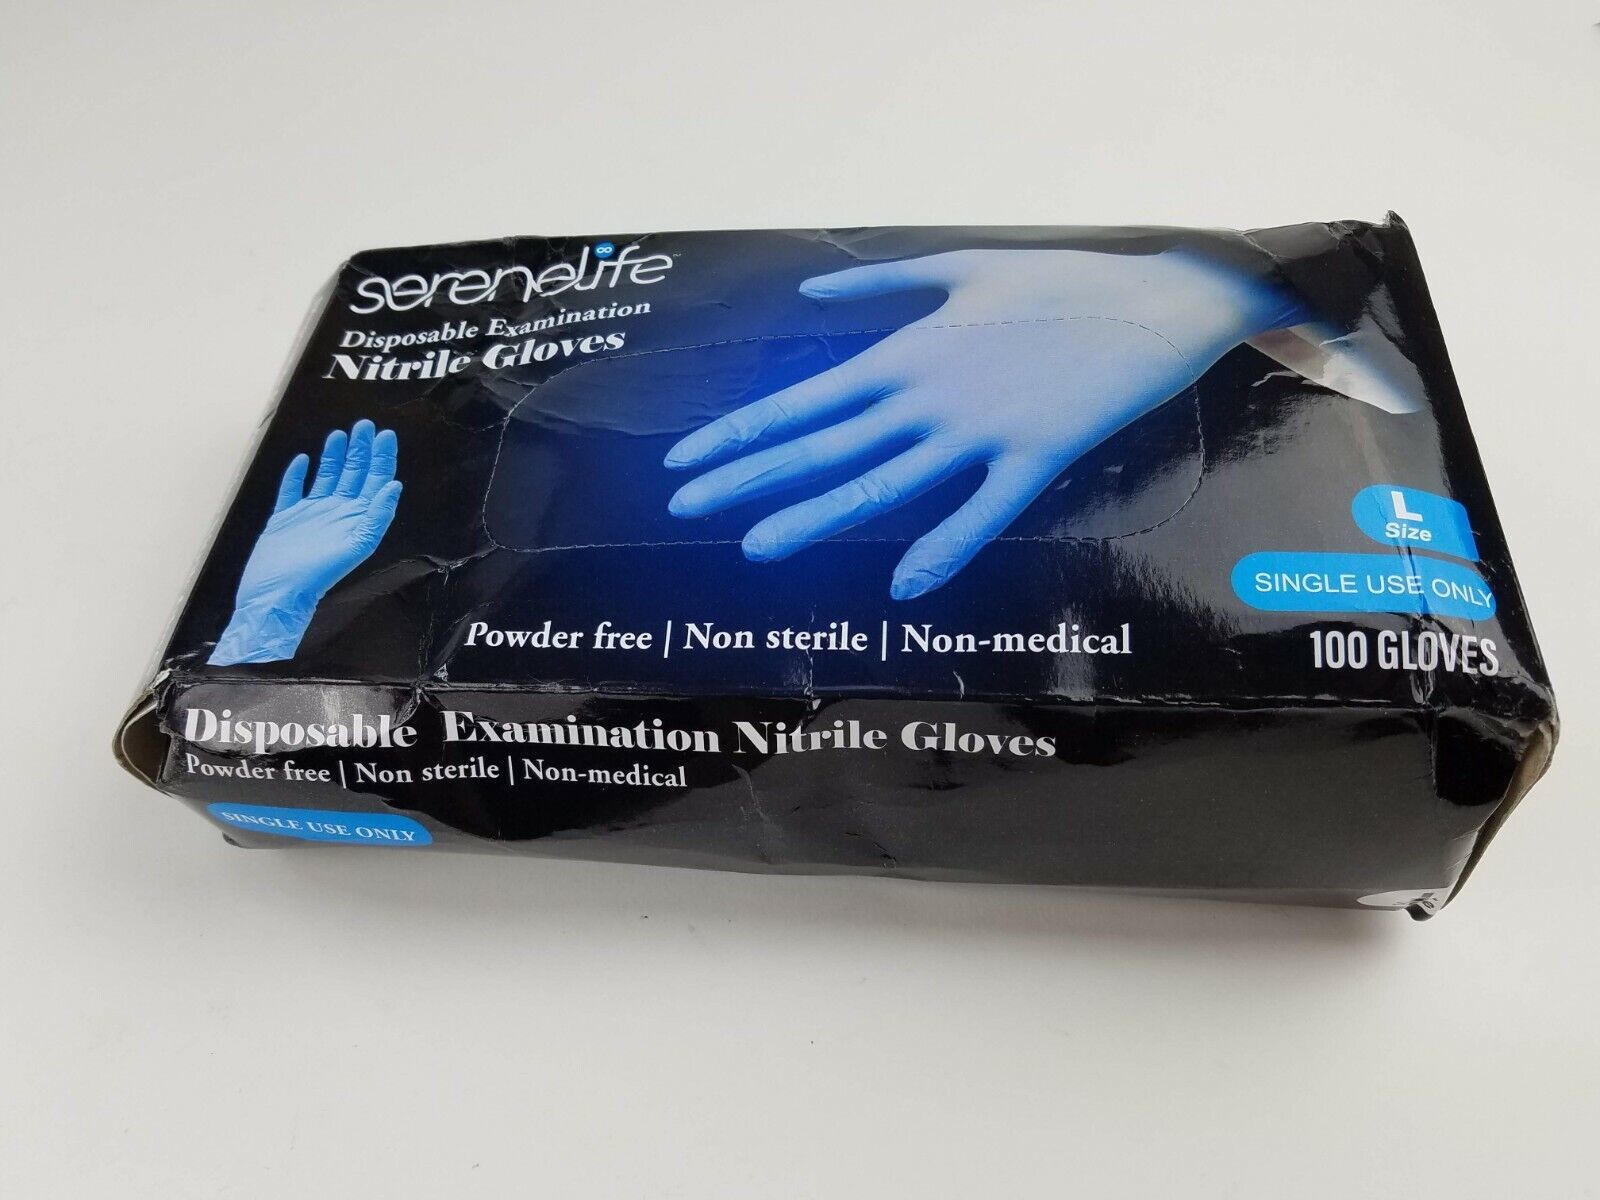 serenelife™
Disposable Examination
Nitrile Gloves
L
Size
SINGLE USE ONLY
Powder free | Non sterile | Non-medical
100 GLOVES
Disposable Examination Nitrile Gloves
Powder free | Non sterile | Non-medical
SINGLE USE ONLY